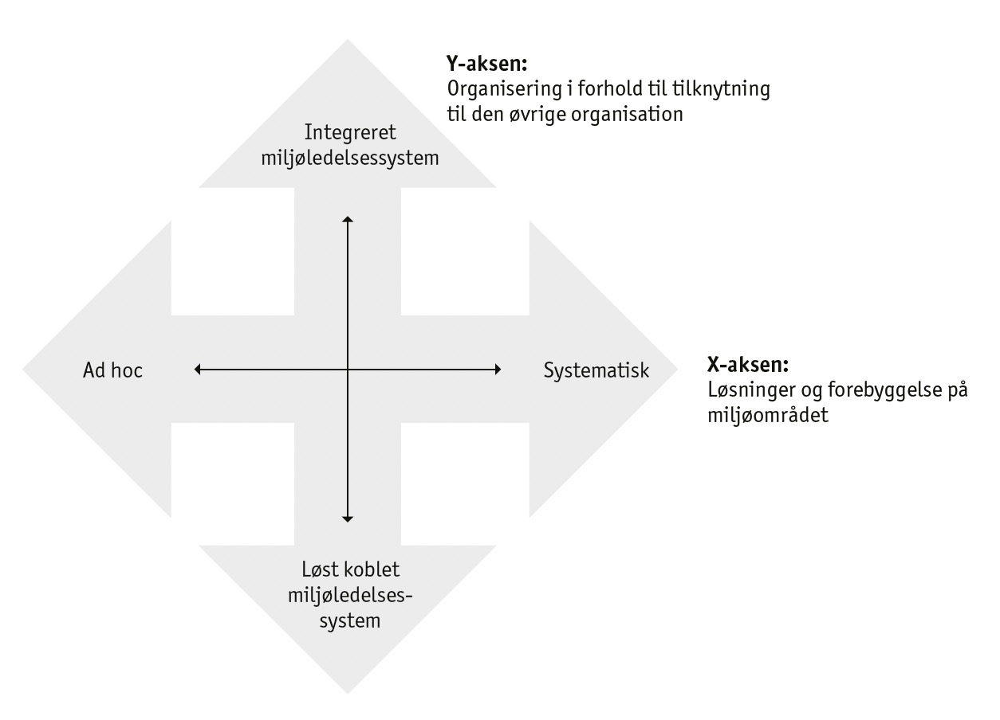 Y-aksen:
Organisering i forhold til tilknytning
til den øvrige organisation
Integreret
miljøledelsessystem
Ad hoc
Systematisk
X-aksen:
Løsninger og forebyggelse på
miljøområdet
Løst koblet
miljøledelses-
system